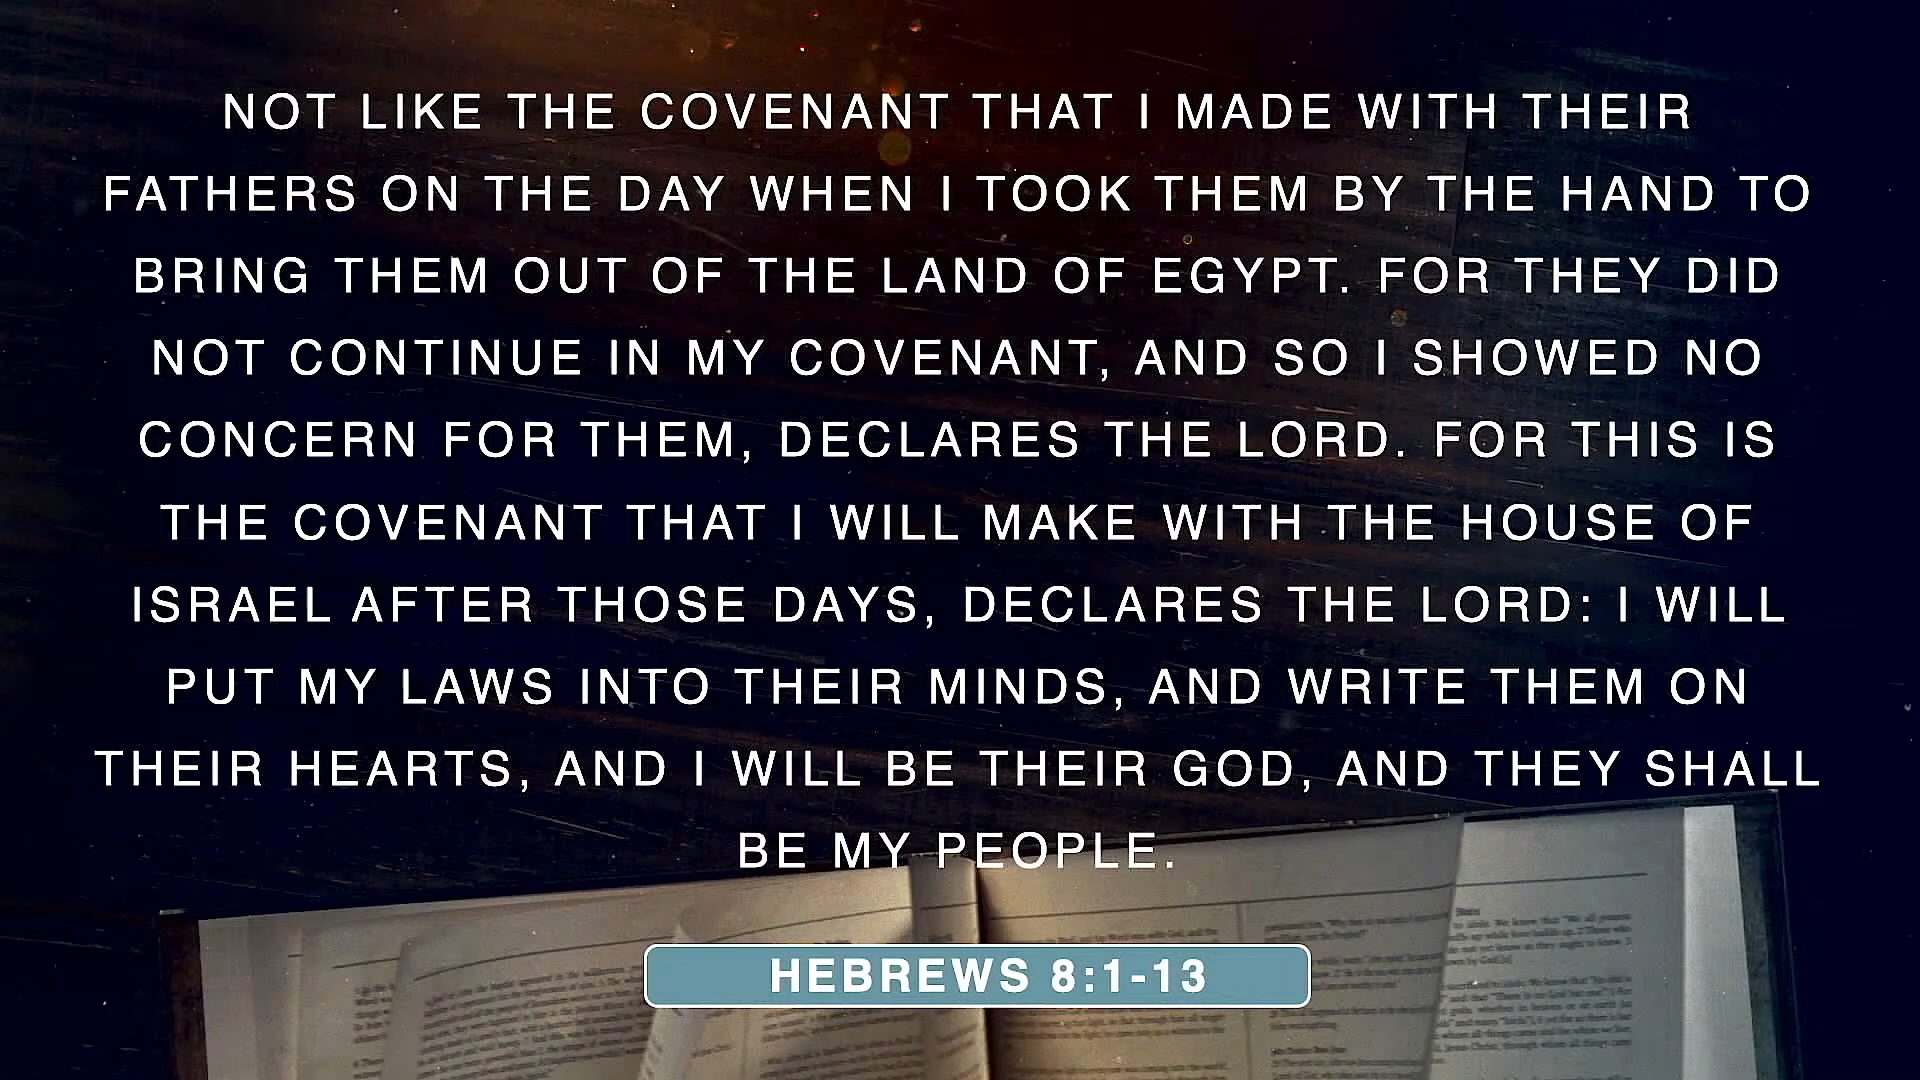 NOT LIKE THE COVENANT THAT I MADE WITH THEIR
FATHERS ON THE DAY WHEN I TOOK THEM BY THE HAND TO
BRING THEM OUT OF THE LAND OF EGYPT. FOR THEY DID
NOT CONTINUE IN MY COVENANT, AND SO I SHOWED NO
CONCERN FOR THEM, DECLARES THE LORD. FOR THIS IS
THE COVENANT THAT I WILL MAKE WITH THE HOUSE OF
ISRAEL AFTER THOSE DAYS, DECLARES THE LORD: I WILL
PUT MY LAWS INTO THEIR MINDS, AND WRITE THEM ON
THEIR HEARTS, AND I WILL BE THEIR GOD, AND THEY SHALL
BE MY PEOPLE.
HEBREWS 8:1-13